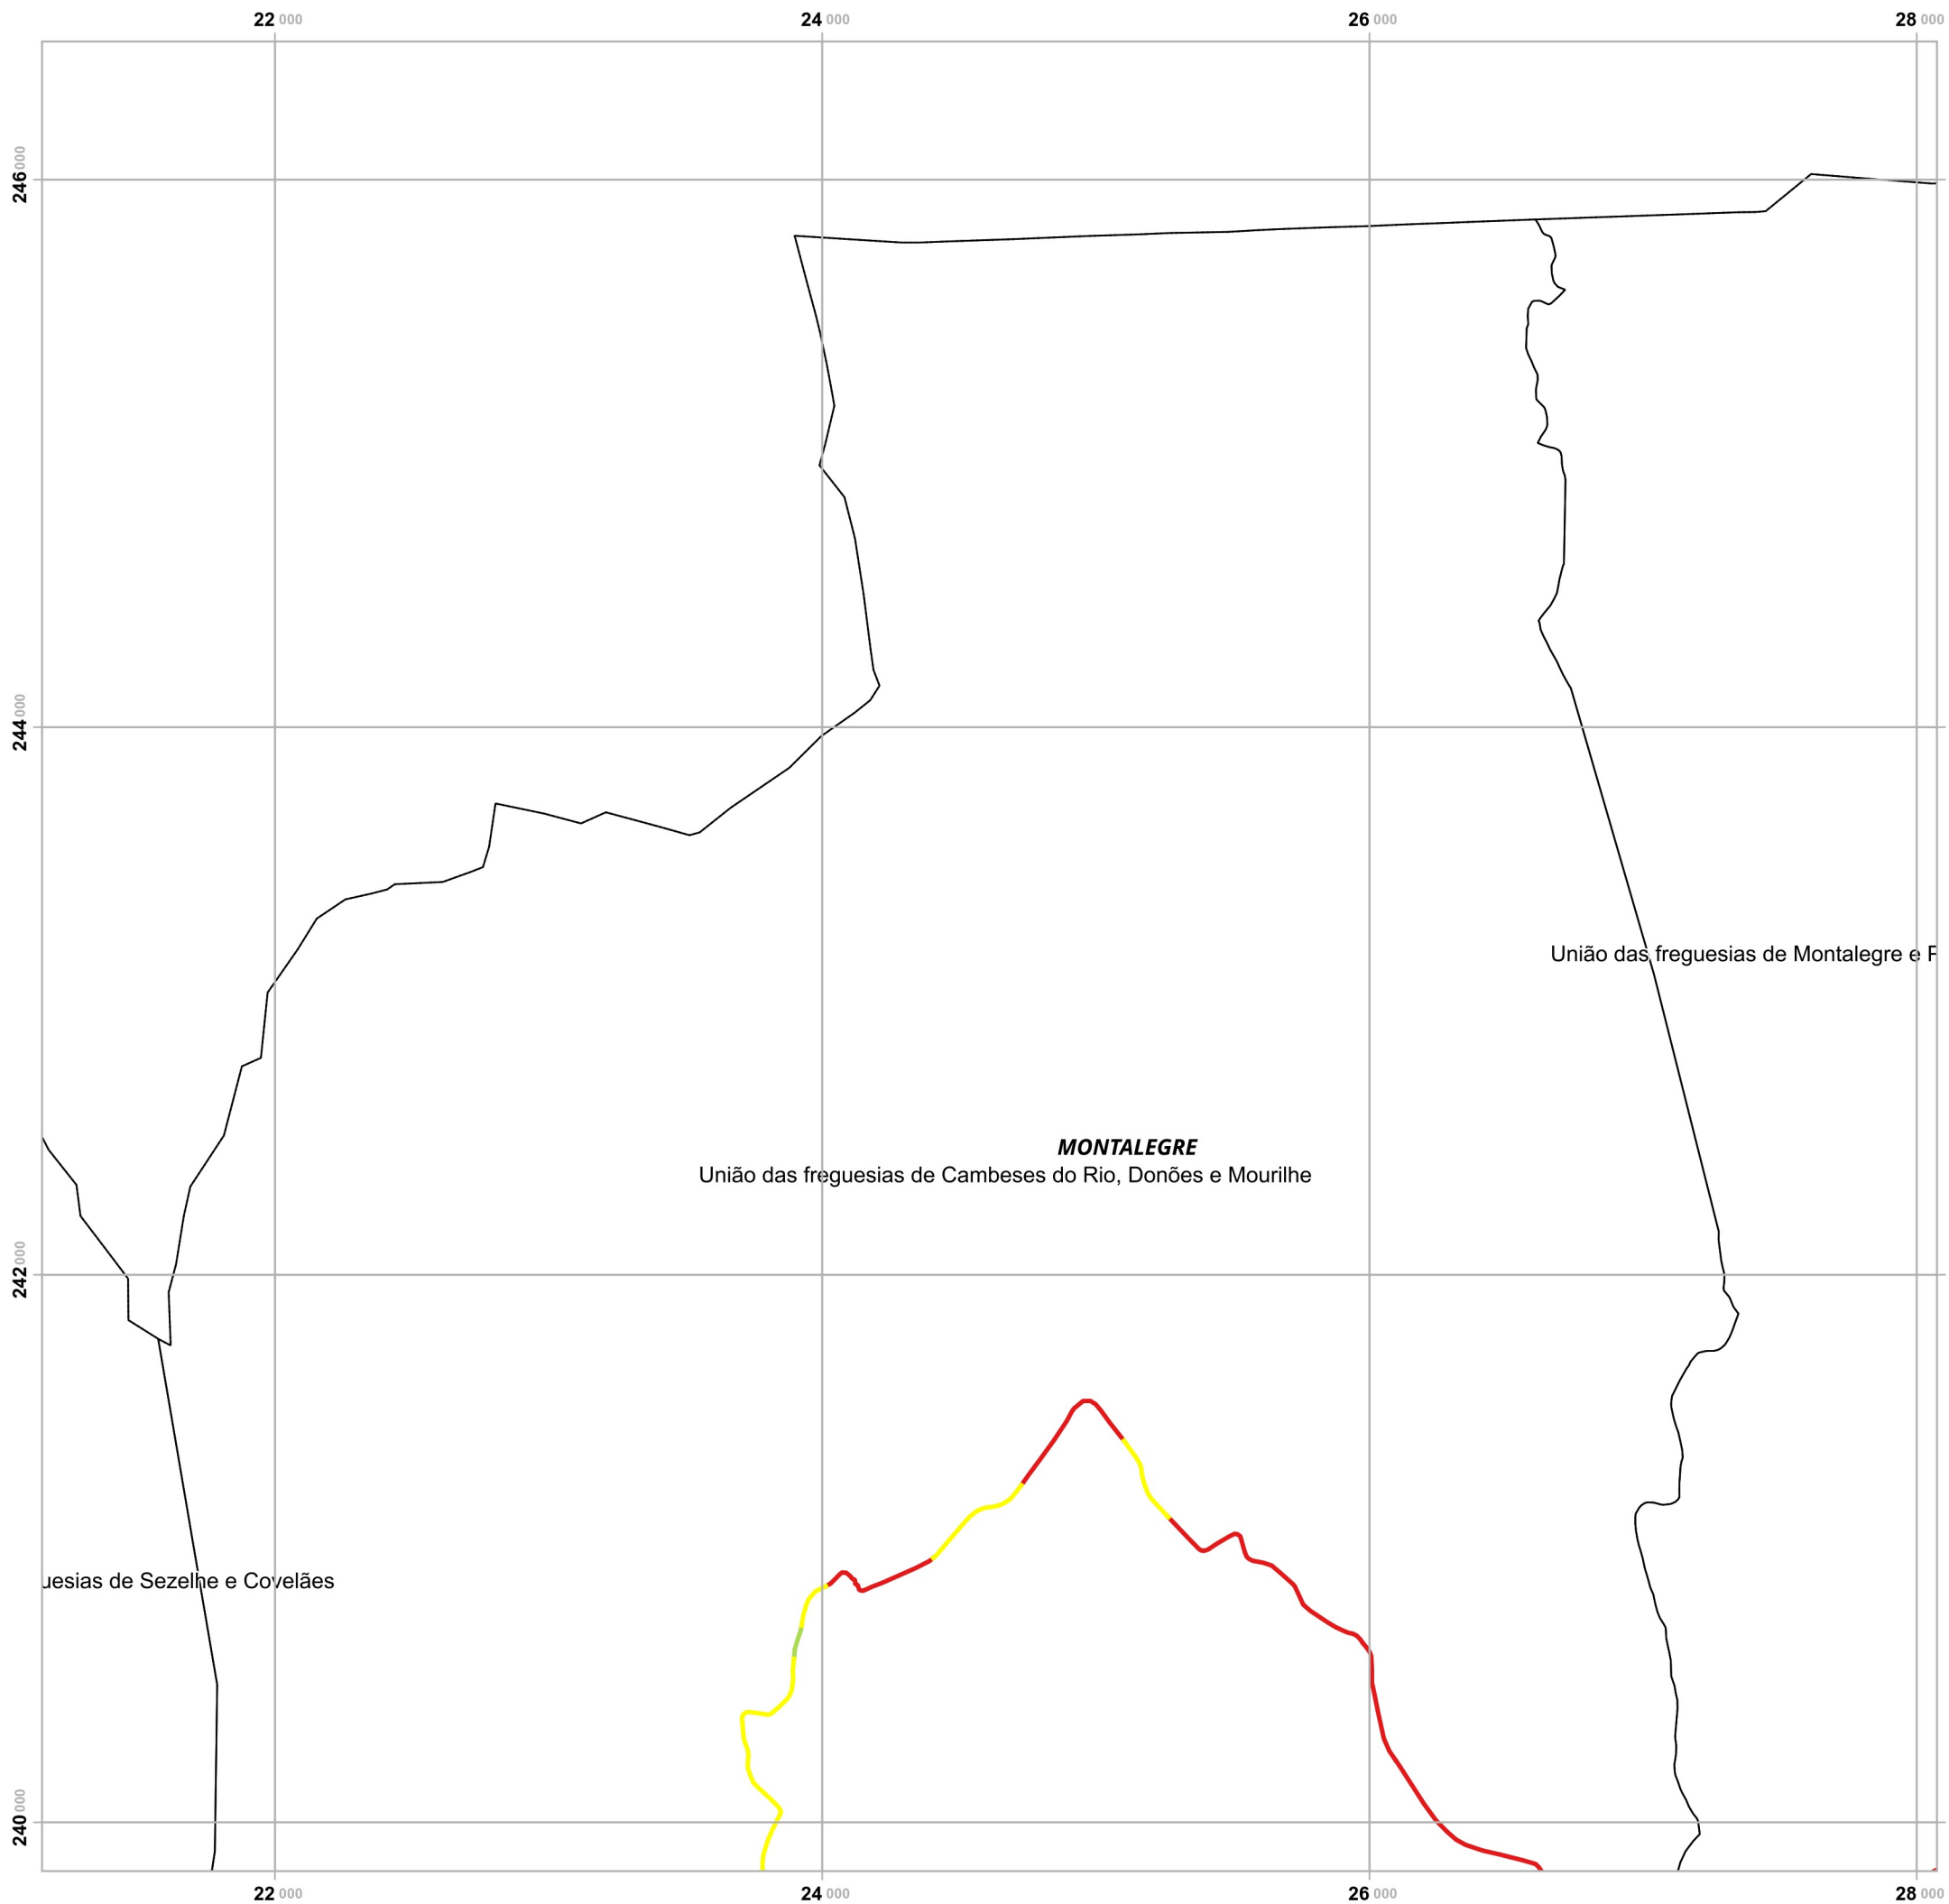 22 000 24 000 26 000 28 000
246 000
244 000
União das freguesias de Montalegre e
MONTALEGRE
União das freguesias de Cambeses do Rio, Donões e Mourilhe
242 000
uesias de Sezelhe e Covelães
240 000
22 000 24 000 26 000 28 000